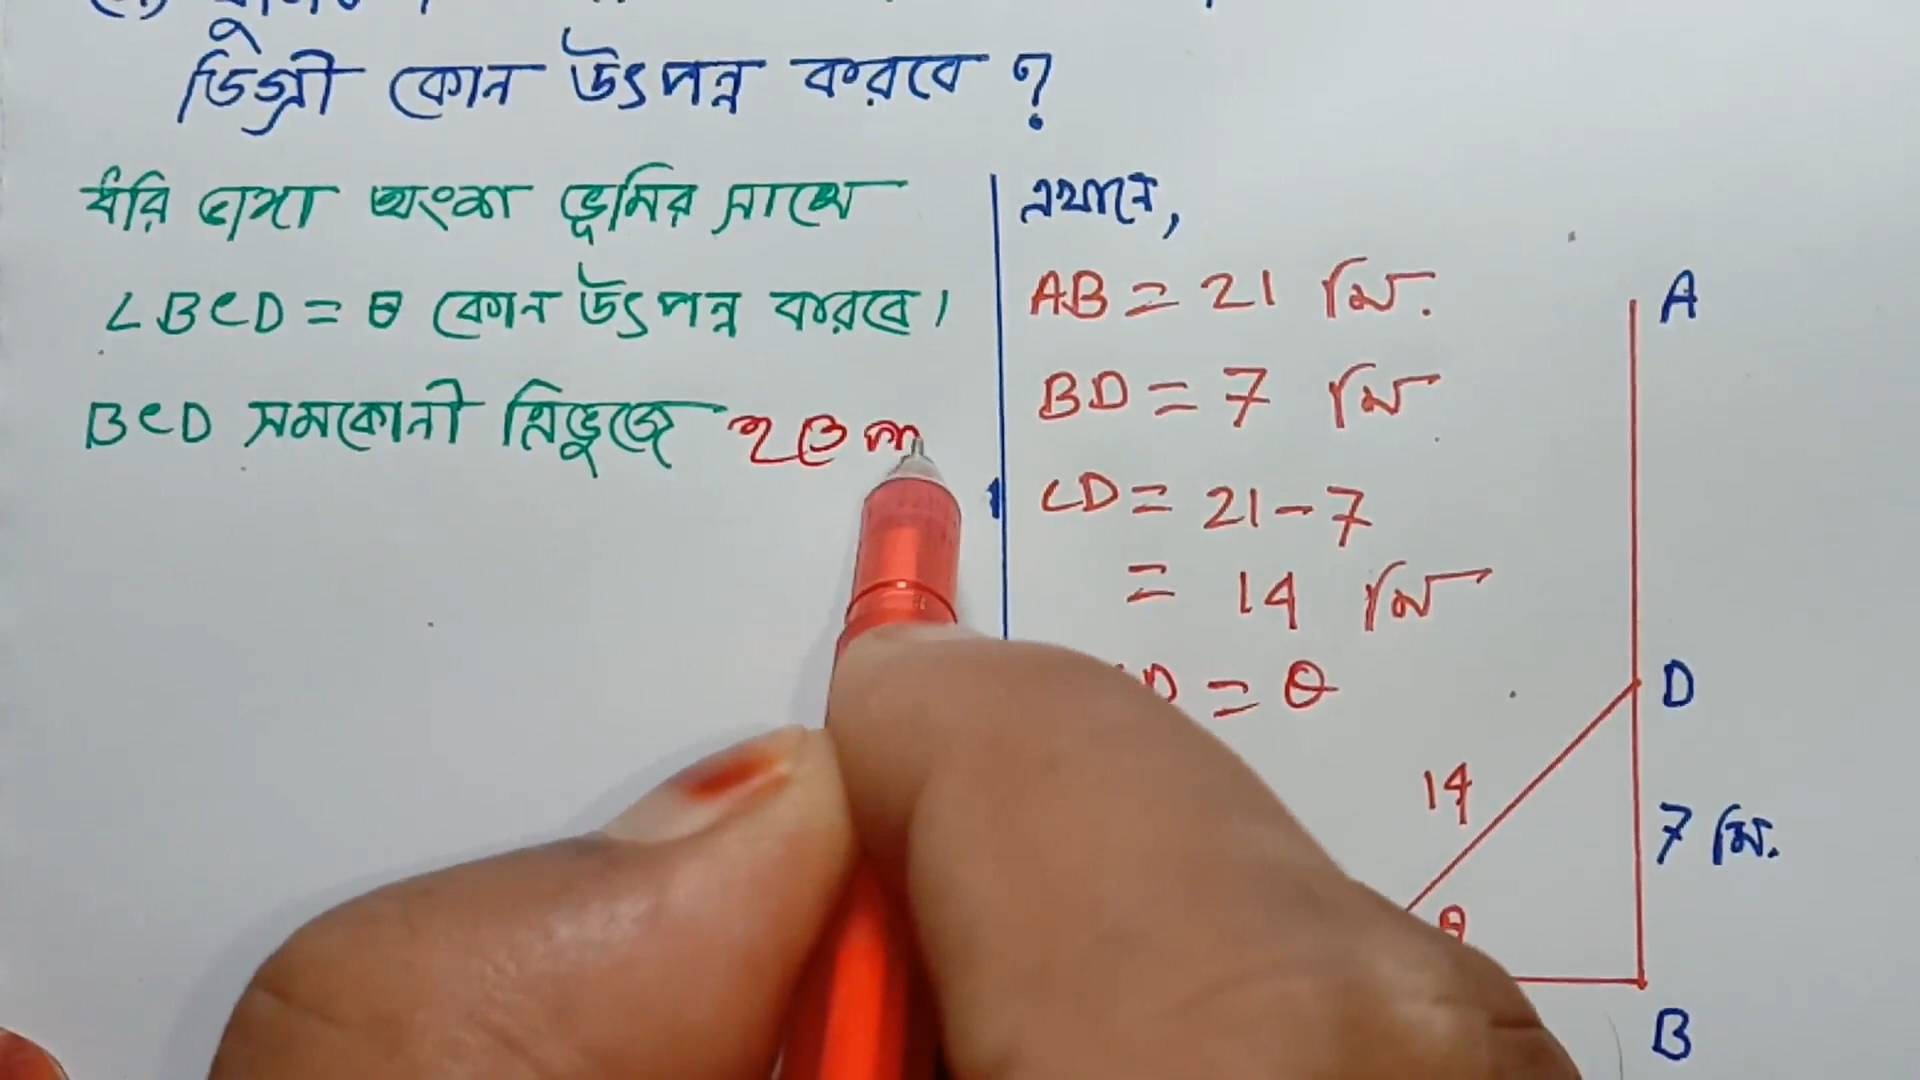 ডিগ্রী কোন উৎপন্ন করবে ?
ধরি ভাঙ্গা অংশ ভূমির সাথে
∠BCD = θ কোন উৎপন্ন করবে।
BCD সমকোনী ত্রিভুজে
এখানে,
AB = 21 মি.
BD = 7 মি
CD = 21 - 7
= 14 মি
D = θ
A
D
14
7 মি.
θ
B